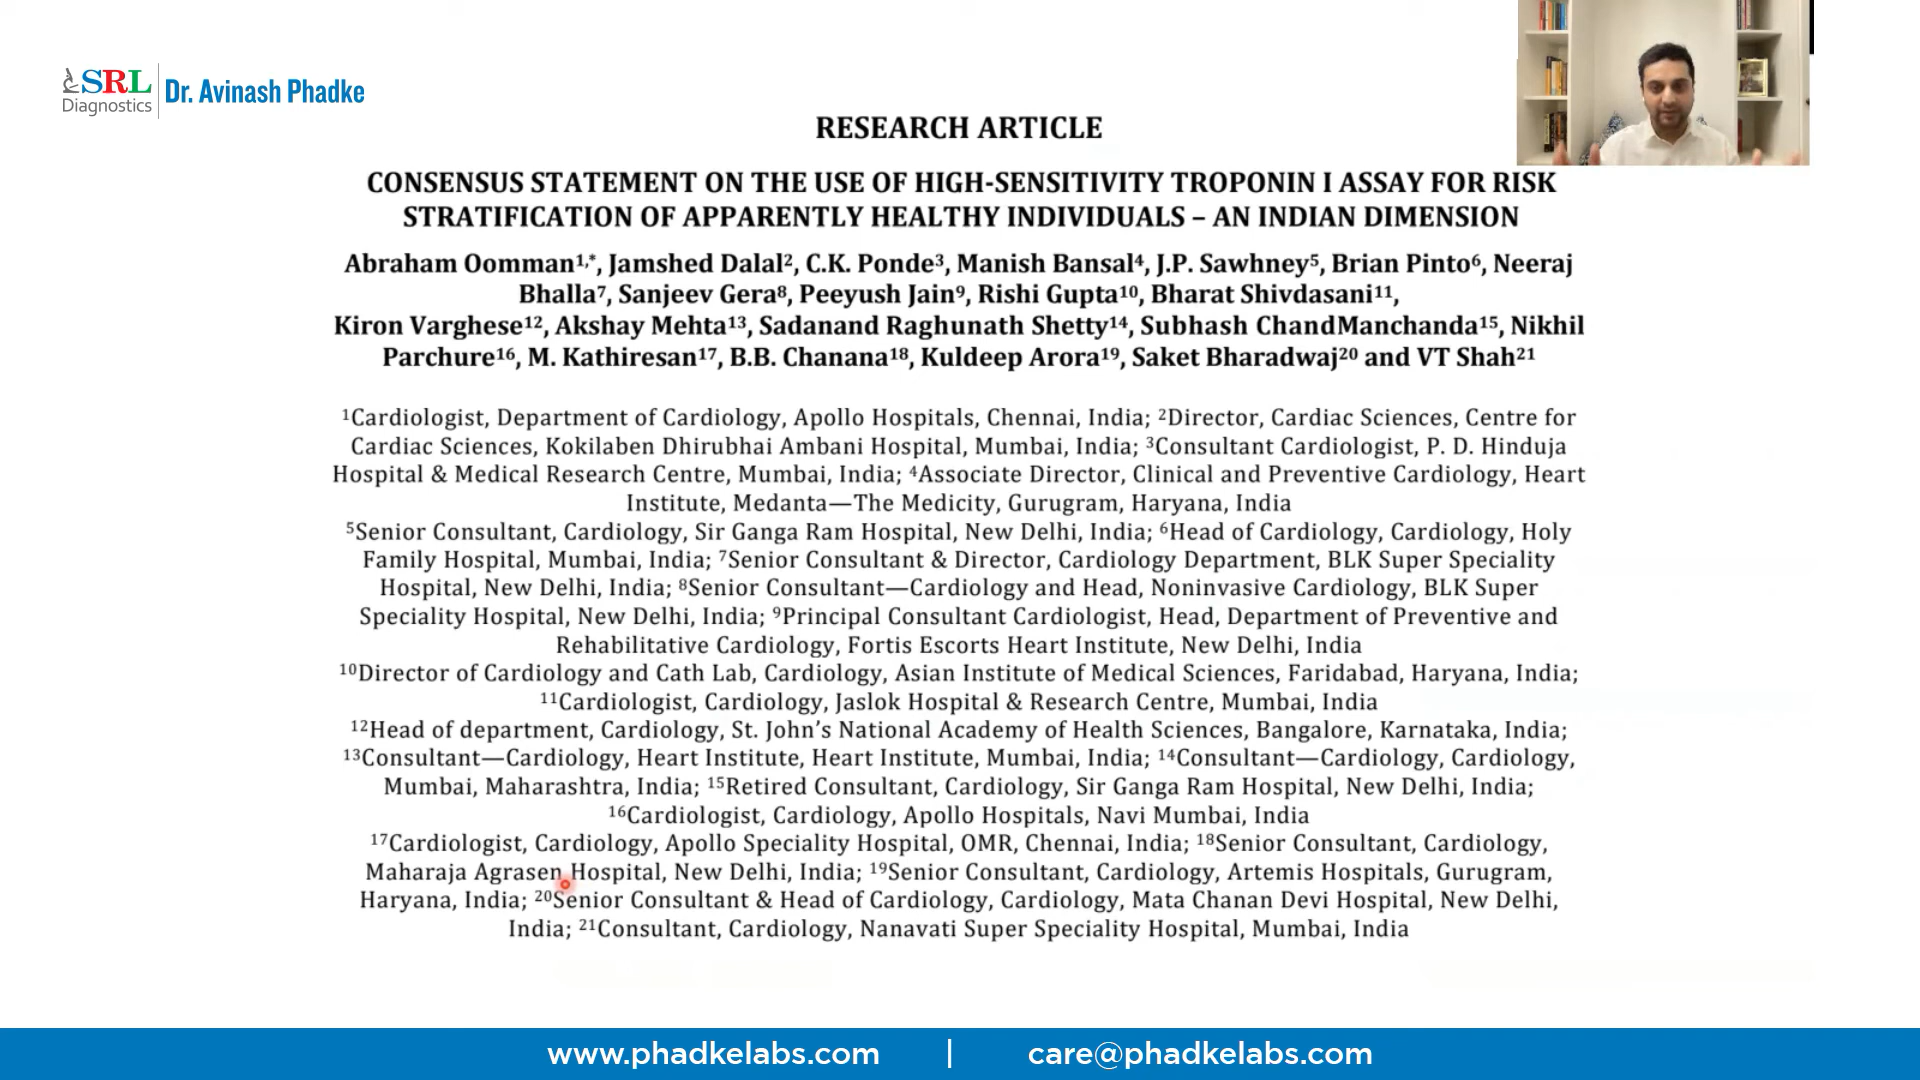 SRL
Diagnostics
Dr. Avinash Phadke
RESEARCH ARTICLE
CONSENSUS STATEMENT ON THE USE OF HIGH-SENSITIVITY TROPONIN I ASSAY FOR RISK
STRATIFICATION OF APPARENTLY HEALTHY INDIVIDUALS – AN INDIAN DIMENSION
Abraham Oomman1,*, Jamshed Dalal2, C.K. Ponde3, Manish Bansal4, J.P. Sawhney5, Brian Pinto6, Neeraj
Bhalla7, Sanjeev Gera8, Peeyush Jain9, Rishi Gupta10, Bharat Shivdasani11,
Kiron Varghese12, Akshay Mehta13, Sadanand Raghunath Shetty14, Subhash ChandManchanda15, Nikhil
Parchure16, M. Kathiresan17, B.B. Chanana18, Kuldeep Arora19, Saket Bharadwaj20 and VT Shah21
1Cardiologist, Department of Cardiology, Apollo Hospitals, Chennai, India; 2Director, Cardiac Sciences, Centre for
Cardiac Sciences, Kokilaben Dhirubhai Ambani Hospital, Mumbai, India; 3Consultant Cardiologist, P. D. Hinduja
Hospital & Medical Research Centre, Mumbai, India; 4Associate Director, Clinical and Preventive Cardiology, Heart
Institute, Medanta—The Medicity, Gurugram, Haryana, India
5Senior Consultant, Cardiology, Sir Ganga Ram Hospital, New Delhi, India; 6Head of Cardiology, Cardiology, Holy
Family Hospital, Mumbai, India; 7Senior Consultant & Director, Cardiology Department, BLK Super Speciality
Hospital, New Delhi, India; 8Senior Consultant—Cardiology and Head, Noninvasive Cardiology, BLK Super
Speciality Hospital, New Delhi, India; 9Principal Consultant Cardiologist, Head, Department of Preventive and
Rehabilitative Cardiology, Fortis Escorts Heart Institute, New Delhi, India
10Director of Cardiology and Cath Lab, Cardiology, Asian Institute of Medical Sciences, Faridabad, Haryana, India;
11Cardiologist, Cardiology, Jaslok Hospital & Research Centre, Mumbai, India
12Head of department, Cardiology, St. John’s National Academy of Health Sciences, Bangalore, Karnataka, India;
13Consultant—Cardiology, Heart Institute, Heart Institute, Mumbai, India; 14Consultant—Cardiology, Cardiology,
Mumbai, Maharashtra, India; 15Retired Consultant, Cardiology, Sir Ganga Ram Hospital, New Delhi, India;
16Cardiologist, Cardiology, Apollo Hospitals, Navi Mumbai, India
17Cardiologist, Cardiology, Apollo Speciality Hospital, OMR, Chennai, India; 18Senior Consultant, Cardiology,
Maharaja Agrasen Hospital, New Delhi, India; 19Senior Consultant, Cardiology, Artemis Hospitals, Gurugram,
Haryana, India; 20Senior Consultant & Head of Cardiology, Cardiology, Mata Chanan Devi Hospital, New Delhi,
India; 21Consultant, Cardiology, Nanavati Super Speciality Hospital, Mumbai, India
www.phadkelabs.com | care@phadkelabs.com